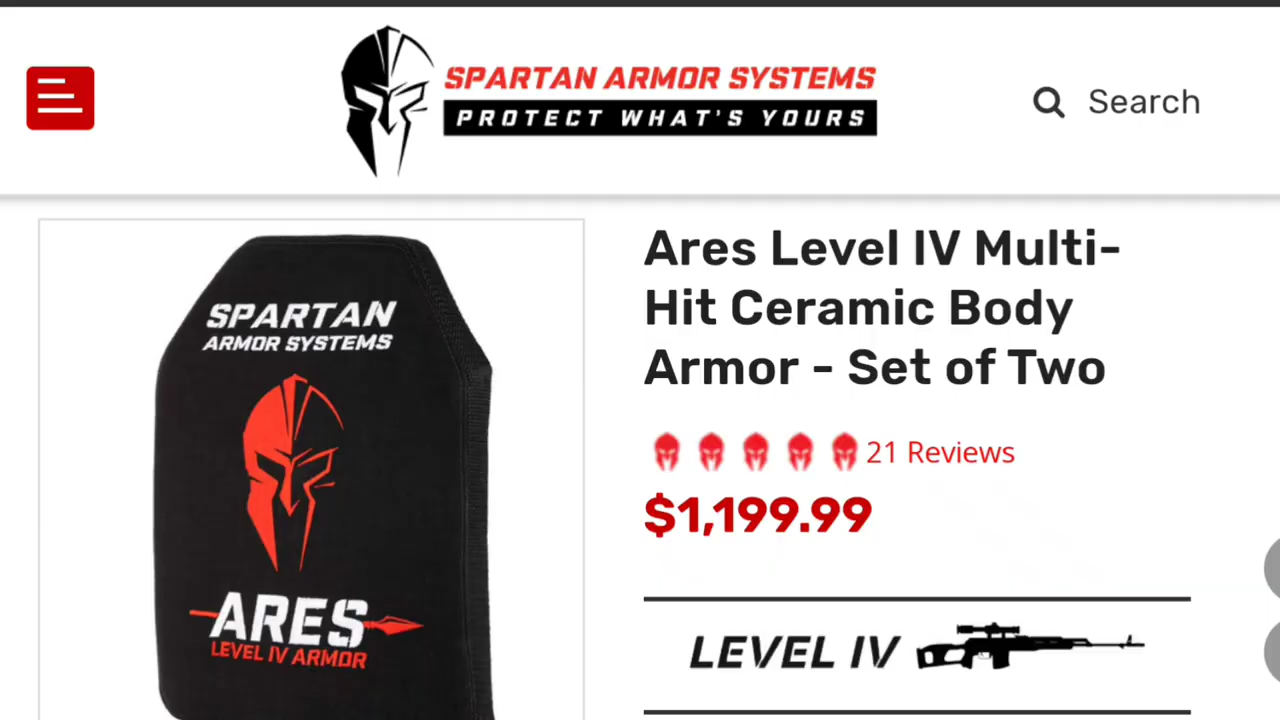 SPARTAN ARMOR SYSTEMS
PROTECT WHAT'S YOURS
Search
SPARTAN
ARMOR SYSTEMS
ARES
LEVEL IV ARMOR
Ares Level IV Multi-
Hit Ceramic Body
Armor - Set of Two
21 Reviews
$1,199.99
LEVEL IV